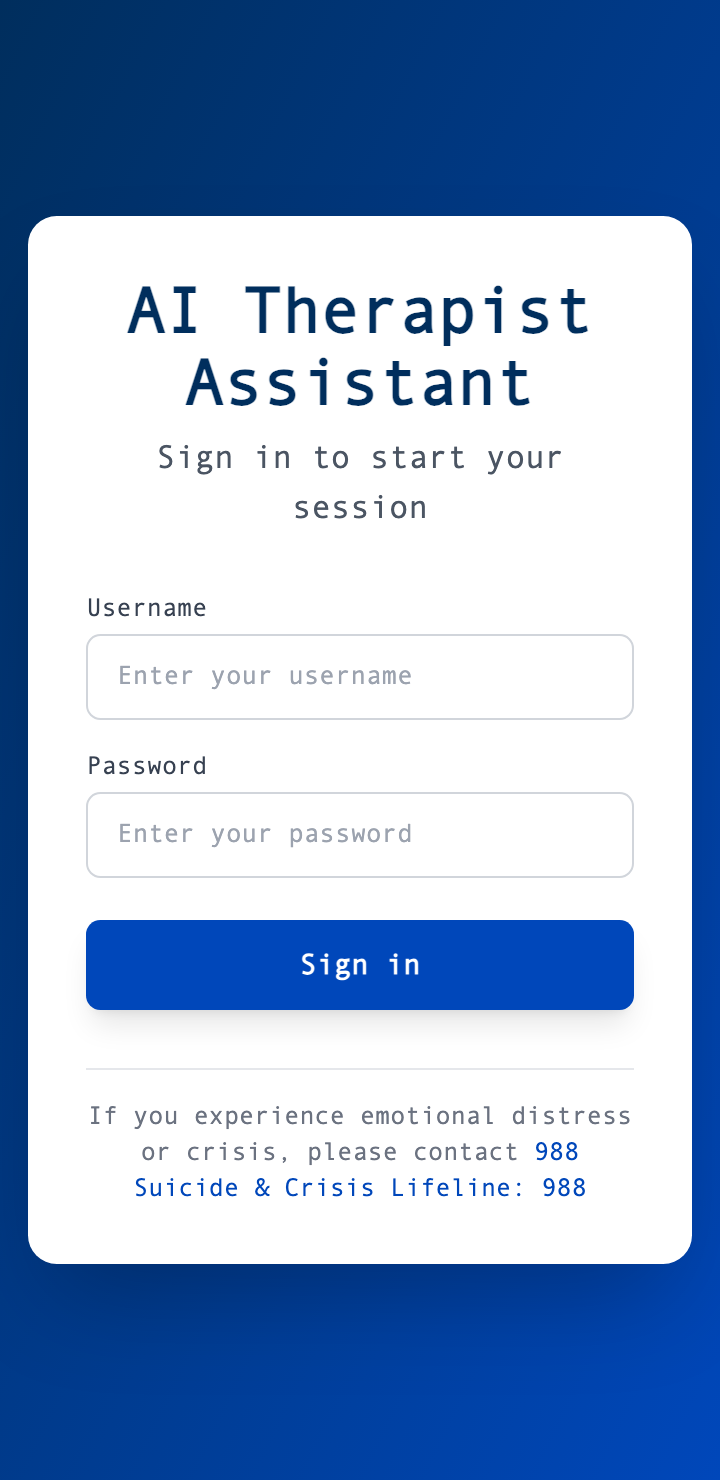 AI Therapist
Assistant
Sign in to start your
session
Username
Enter your username
Password
Enter your password
Sign in
If you experience emotional distress
or crisis, please contact 988
Suicide & Crisis Lifeline: 988